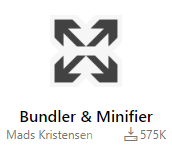 Bundler & Minifier
Mads Kristensen 575K